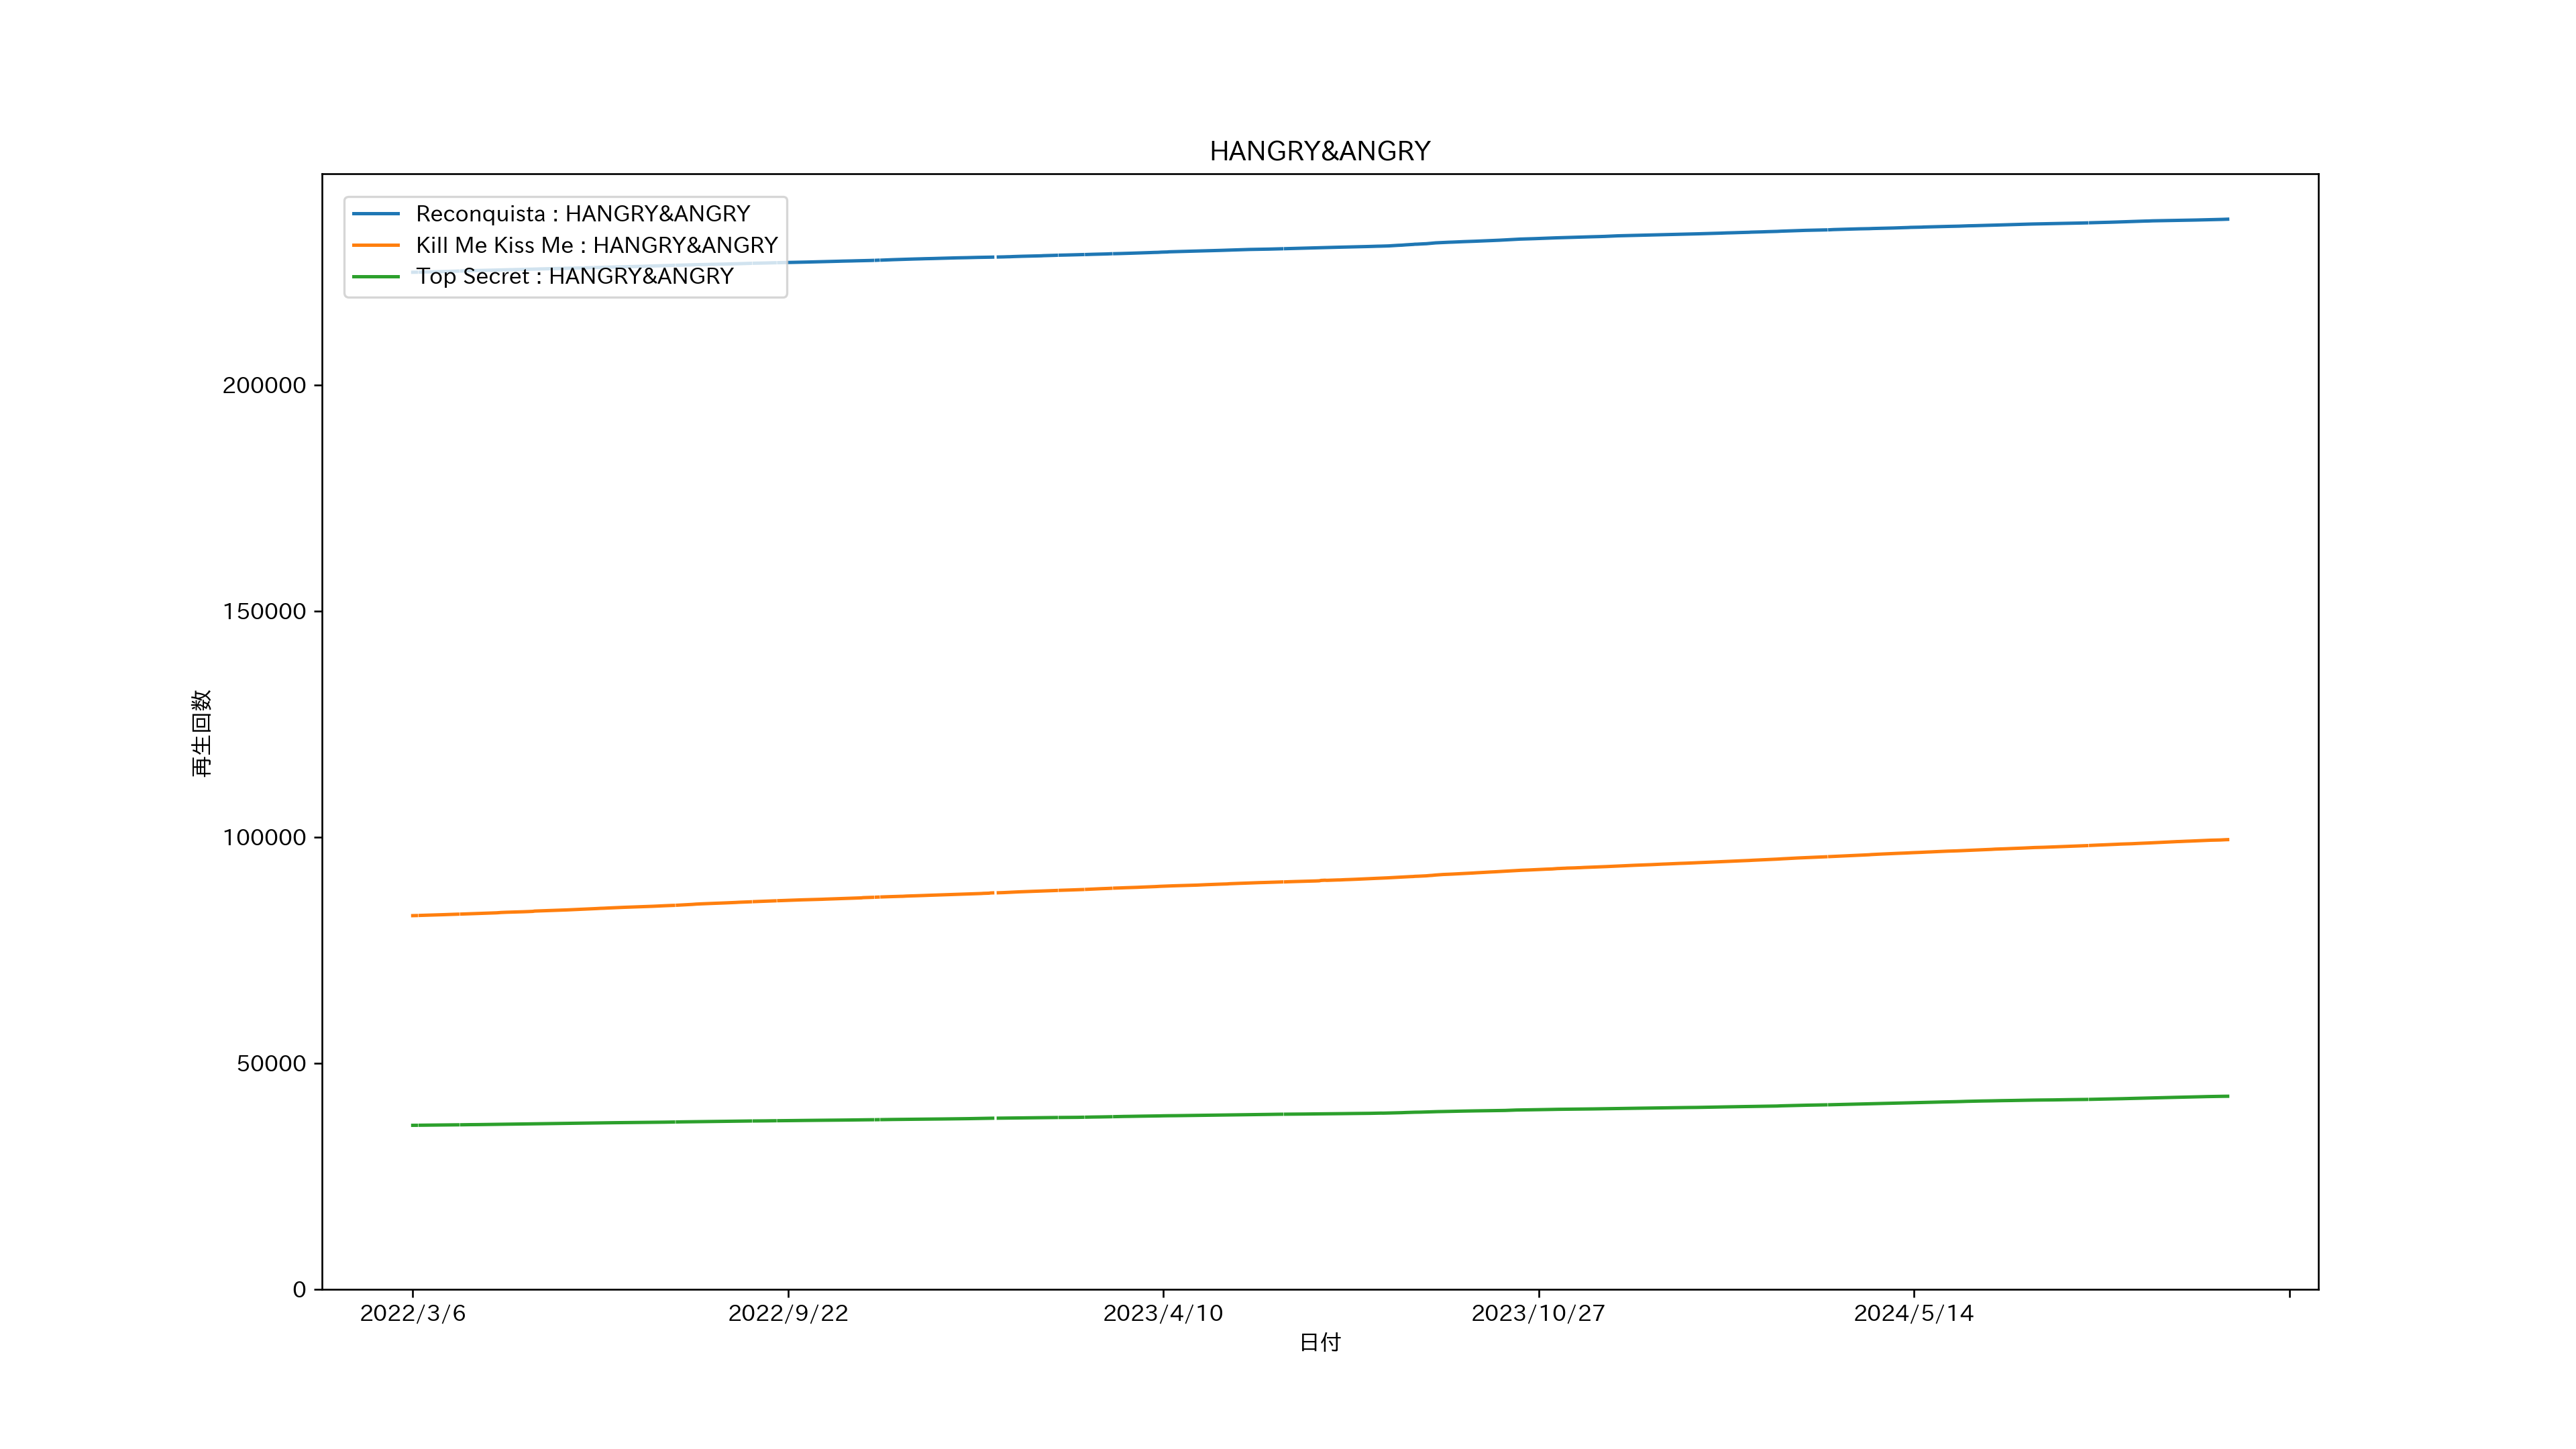 HANGRY&ANGRY
Reconquista : HANGRY&ANGRY
Kill Me Kiss Me : HANGRY&ANGRY
Top Secret : HANGRY&ANGRY
200000
150000
100000
50000
0
再生回数
2022/3/6
2022/9/22
2023/4/10
2023/10/27
2024/5/14
日付